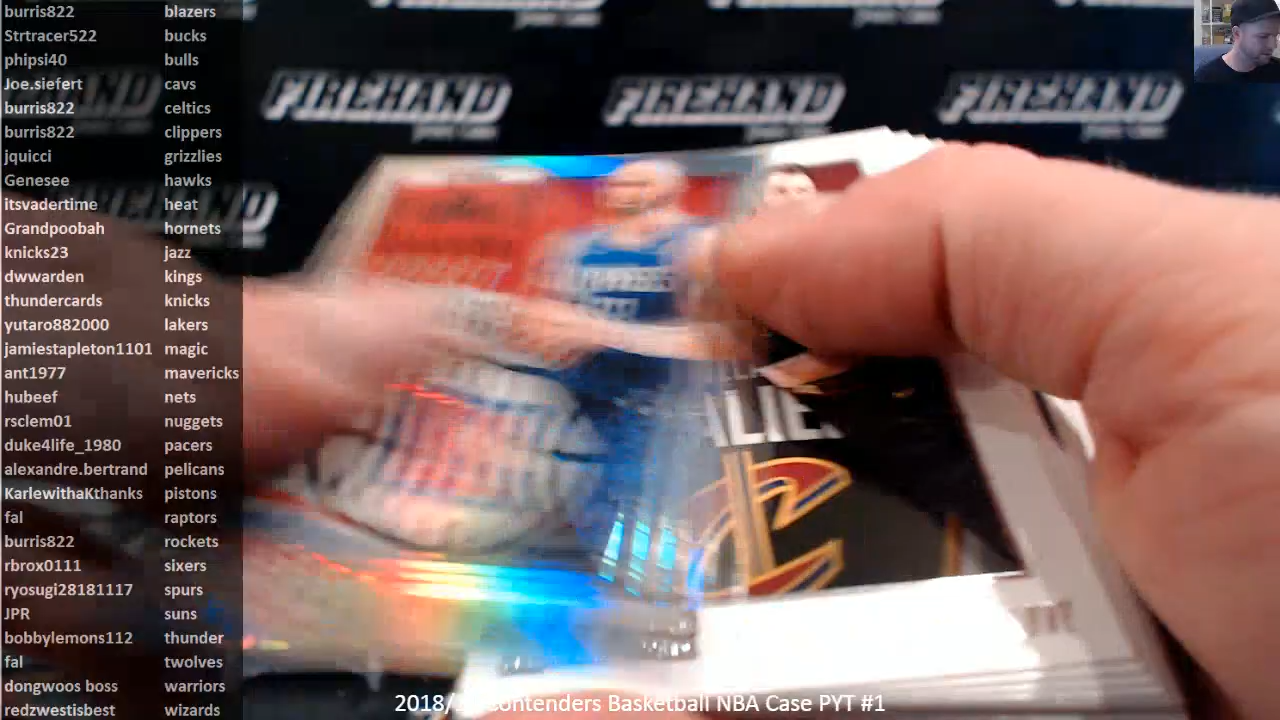 burris822 blazers
Strtracer522 bucks
phipsi40 bulls
Joe.siefert cavs
burris822 celtics
burris822 clippers
jquicci grizzlies
Genesee hawks
itsvadertime heat
Grandpoobah hornets
knicks23 jazz
dwwarden kings
thundercards knicks
yutaro882000 lakers
jamiestapleton1101 magic
ant1977 mavericks
hubeef nets
rsclem01 nuggets
duke4life_1980 pacers
alexandre.bertrand pelicans
KarlewithaKthanks pistons
fal raptors
burris822 rockets
rbrox0111 sixers
ryosugi28181117 spurs
JPR suns
bobbylemons112 thunder
fal twolves
dongwoos boss warriors
redzwestisbest wizards
FIREHAND FIREHAND FIREHAND
2018/ Contenders Basketball NBA Case PYT #1